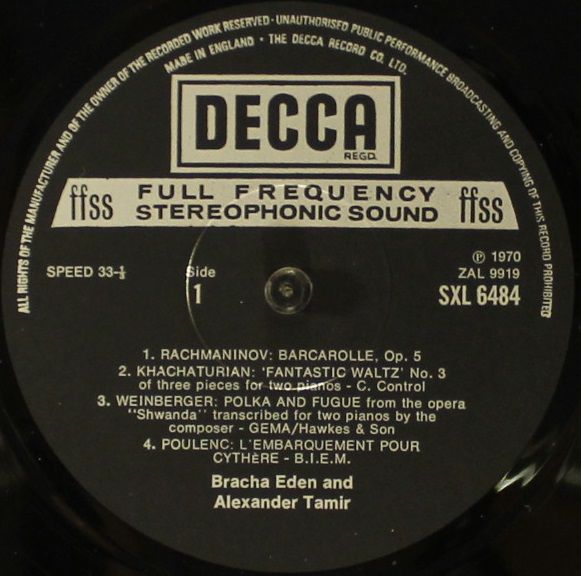 ALL RIGHTS OF THE MANUFACTURER AND OF THE OWNER OF THE RECORDED WORK RESERVED · UNAUTHORISED PUBLIC PERFORMANCE BROADCASTING AND COPYING OF THIS RECORD PROHIBITED
MADE IN ENGLAND · THE DECCA RECORD CO. LTD.
DECCA
REGD.
ffss FULL FREQUENCY ffss
STEREOPHONIC SOUND
SPEED 33-⅓
Side
1
℗ 1970
ZAL 9919
SXL 6484
1. RACHMANINOV: BARCAROLLE, Op. 5
2. KHACHATURIAN: 'FANTASTIC WALTZ' No. 3
of three pieces for two pianos - C. Control
3. WEINBERGER: POLKA AND FUGUE from the opera
"Shwanda" transcribed for two pianos by the
composer - GEMA/Hawkes & Son
4. POULENC: L'EMBARQUEMENT POUR
CYTHÈRE - B.I.E.M.
Bracha Eden and
Alexander Tamir